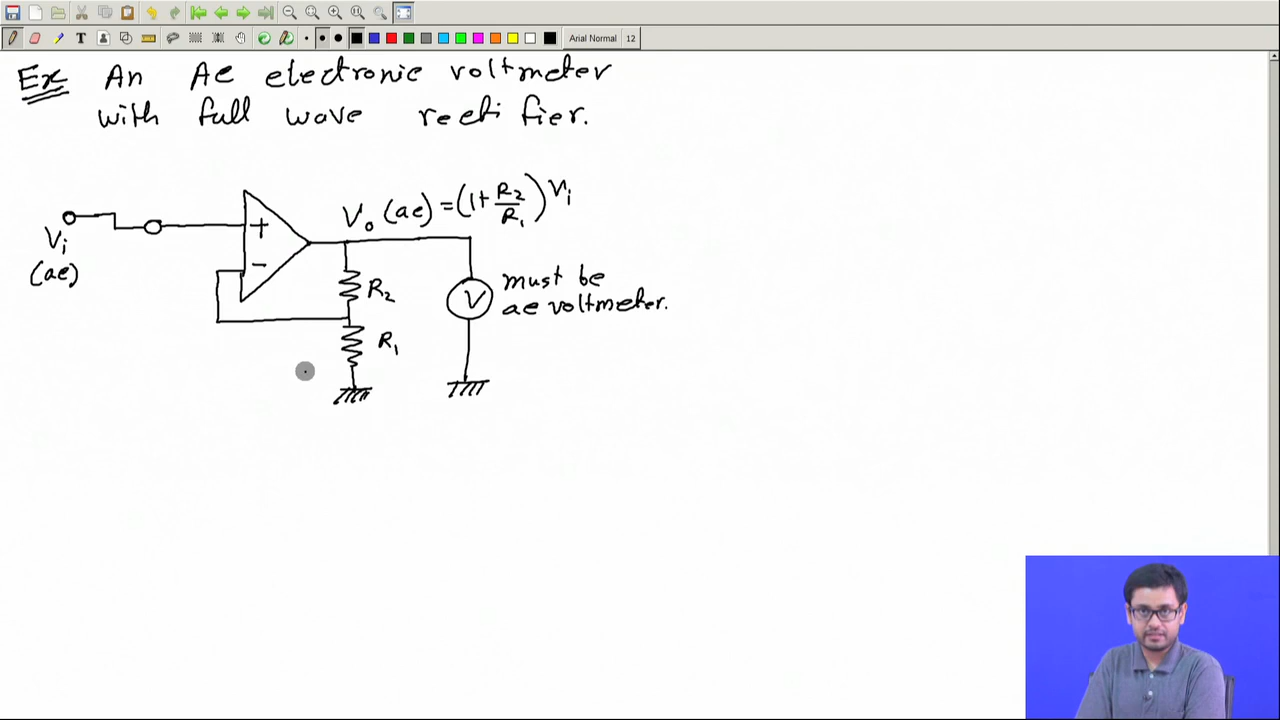 Arial Normal 12
Ex An Ac electronic voltmeter
with full wave rectifier.
Vo (ac) = (1 + R2/R1) Vi
+
Vi
(ac)
−
R2
V
must be
ac voltmeter.
R1